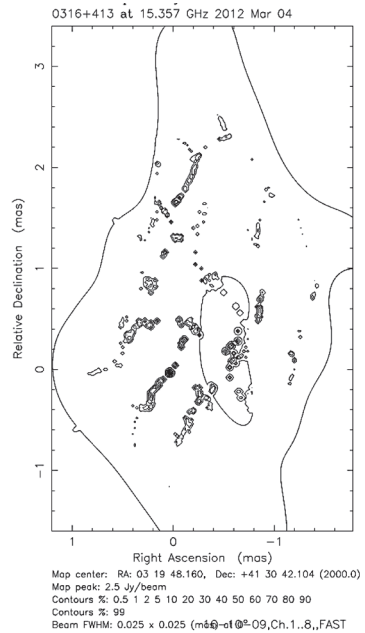 0316+413 at 15.357 GHz 2012 Mar 04
3
2
1
0
−1
Relative Declination (mas)
1
0
−1
Right Ascension (mas)
Map center: RA: 03 19 48.160, Dec: +41 30 42.104 (2000.0)
Map peak: 2.5 Jy/beam
Contours %: 0.5 1 2 5 10 20 30 40 50 60 70 80 90
Contours %: 99
Beam FWHM: 0.025 x 0.025 -09,Ch.1..8,,FAST